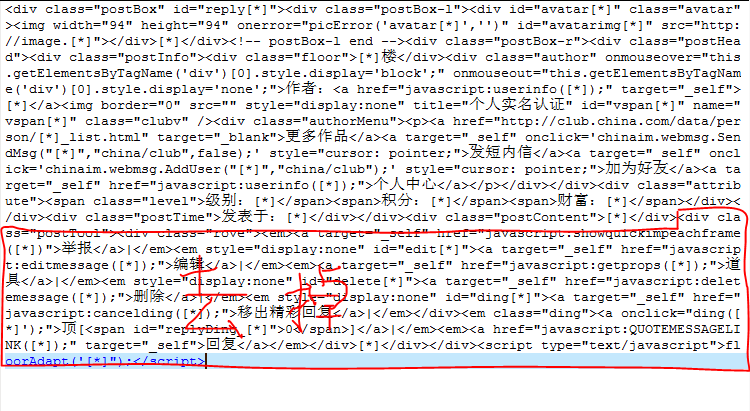 <div class="postBox" id="reply[*]"><div class="postBox-l"><div id="avatar[*]" class="avatar">
<img width="94" height="94" onerror="picError('avatar[*]','')" id="avatarimg[*]" src="http:
//image.[*]"></div>[*]</div><!-- postBox-l end --><div class="postBox-r"><div class="postHea
d"><div class="postInfo"><div class="floor">[*]楼</div><div class="author" onmouseover="this
.getElementsByTagName('div')[0].style.display='block';" onmouseout="this.getElementsByTagNam
e('div')[0].style.display='none';">作者: <a href="javascript:userinfo([*]);" target="_self">
[*]</a><img border="0" src="" style="display:none" title="个人实名认证" id="vspan[*]" name="
vspan[*]" class="clubv" /><div class="authorMenu"><p><a href="http://club.china.com/data/per
son/[*]_list.html" target="_blank">更多作品</a><a target="_self" onclick='chinaim.webmsg.Se
ndMsg("[*]","china/club",false);' style="cursor: pointer;">发短内信</a><a target="_self" oncl
ick='chinaim.webmsg.AddUser("[*]","china/club");' style="cursor: pointer;">加为好友</a><a ta
rget="_self" href="javascript:userinfo([*]);">个人中心</a></p></div></div><div class="attrib
ute"><span class="level">级别: [*]</span><span>积分: [*]</span><span>财富: [*]</span></div><
/div><div class="postTime">发表于: [*]</div></div><div class="postContent">[*]</div><div cla
ss="postTool"><div class="rove"><em><a target="_self" href="javascript:showquickimpeachframe
([*])">举报</a>|</em><em style="display:none" id="edit[*]"><a target="_self" href="javascrip
t:editmessage([*]);">编辑</a>|</em><em><a target="_self" href="javascript:getprops([*]);">道
具</a>|</em><em style="display:none" id="delete[*]"><a target="_self" href="javascript:delet
emessage([*]);">删除</a></em><em style="display:none" id="ding[*]"><a target="_self" href="
javascript:cancelding([*]);">移出精彩回复</a>|</em></div><em class="ding"><a onclick="ding([
*]');">顶[<span id="replyDing[*]">0</span>]</a>|</em><em><a href="javascript:QUOTEMESSAGELI
NK([*]);" target="_self">回复</a></em></div>[*]</div></div><script type="text/javascript">fl
oorAdapt('[*]");</script>
去掉